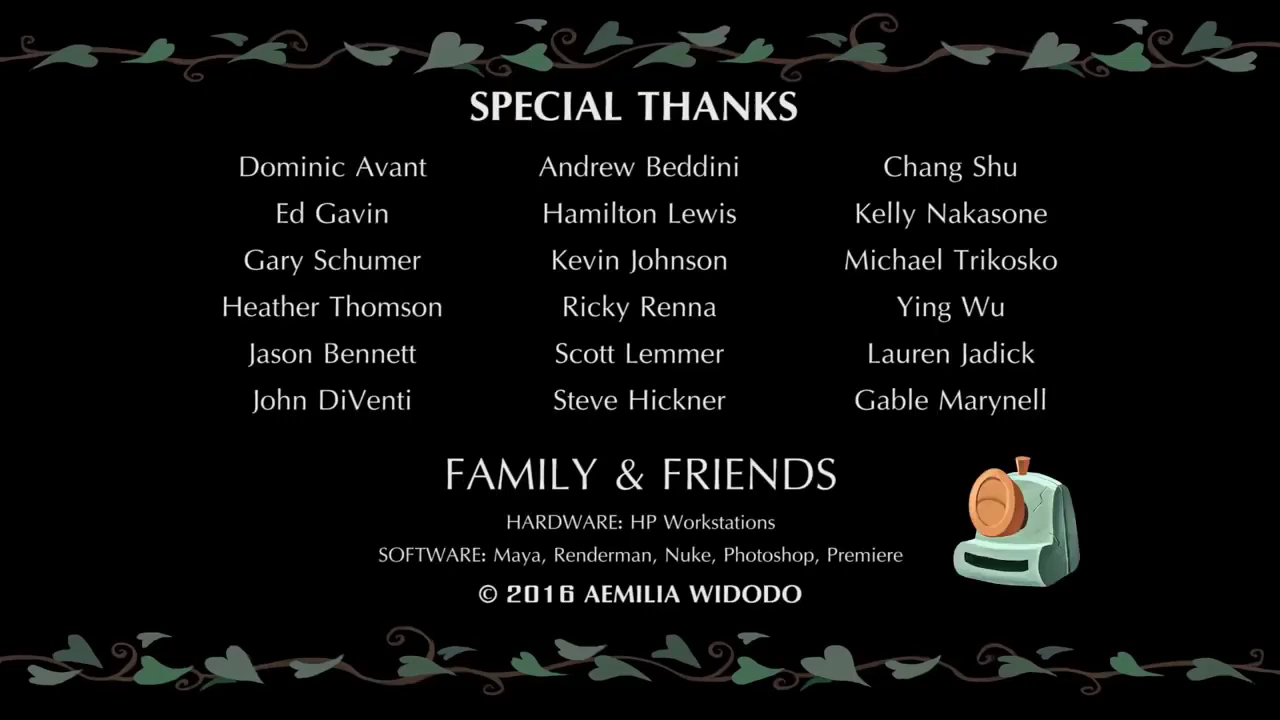 SPECIAL THANKS
Dominic Avant Andrew Beddini Chang Shu
Ed Gavin Hamilton Lewis Kelly Nakasone
Gary Schumer Kevin Johnson Michael Trikosko
Heather Thomson Ricky Renna Ying Wu
Jason Bennett Scott Lemmer Lauren Jadick
John DiVenti Steve Hickner Gable Marynell
FAMILY & FRIENDS
HARDWARE: HP Workstations
SOFTWARE: Maya, Renderman, Nuke, Photoshop, Premiere
© 2016 AEMILIA WIDODO